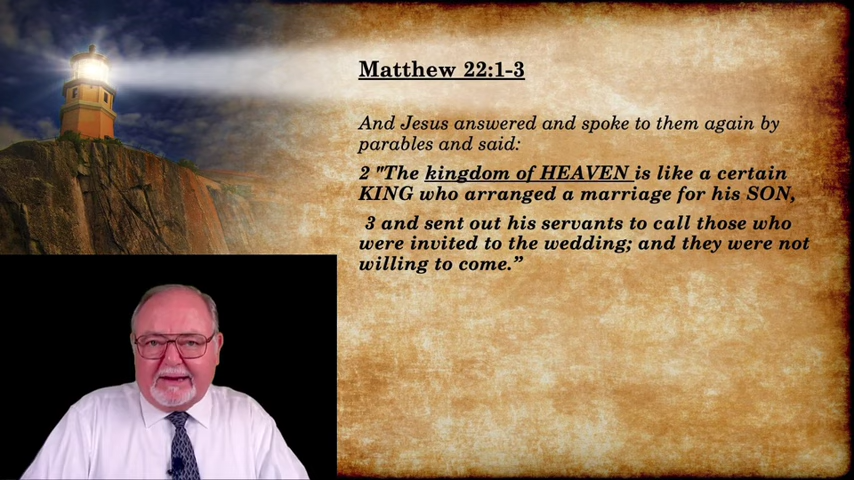 Matthew 22:1-3
And Jesus answered and spoke to them again by
parables and said:
2 "The kingdom of HEAVEN is like a certain
KING who arranged a marriage for his SON,
3 and sent out his servants to call those who
were invited to the wedding; and they were not
willing to come.”